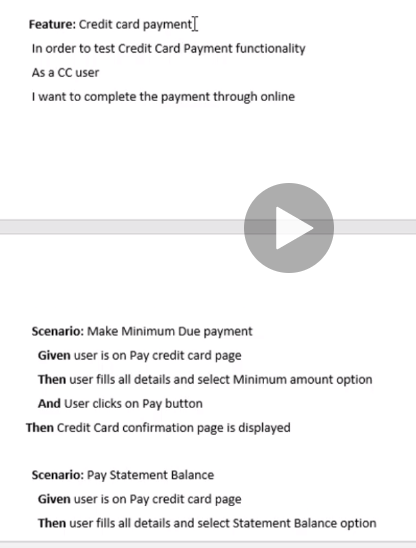 Feature: Credit card payment
In order to test Credit Card Payment functionality
As a CC user
I want to complete the payment through online
Scenario: Make Minimum Due payment
Given user is on Pay credit card page
Then user fills all details and select Minimum amount option
And User clicks on Pay button
Then Credit Card confirmation page is displayed
Scenario: Pay Statement Balance
Given user is on Pay credit card page
Then user fills all details and select Statement Balance option